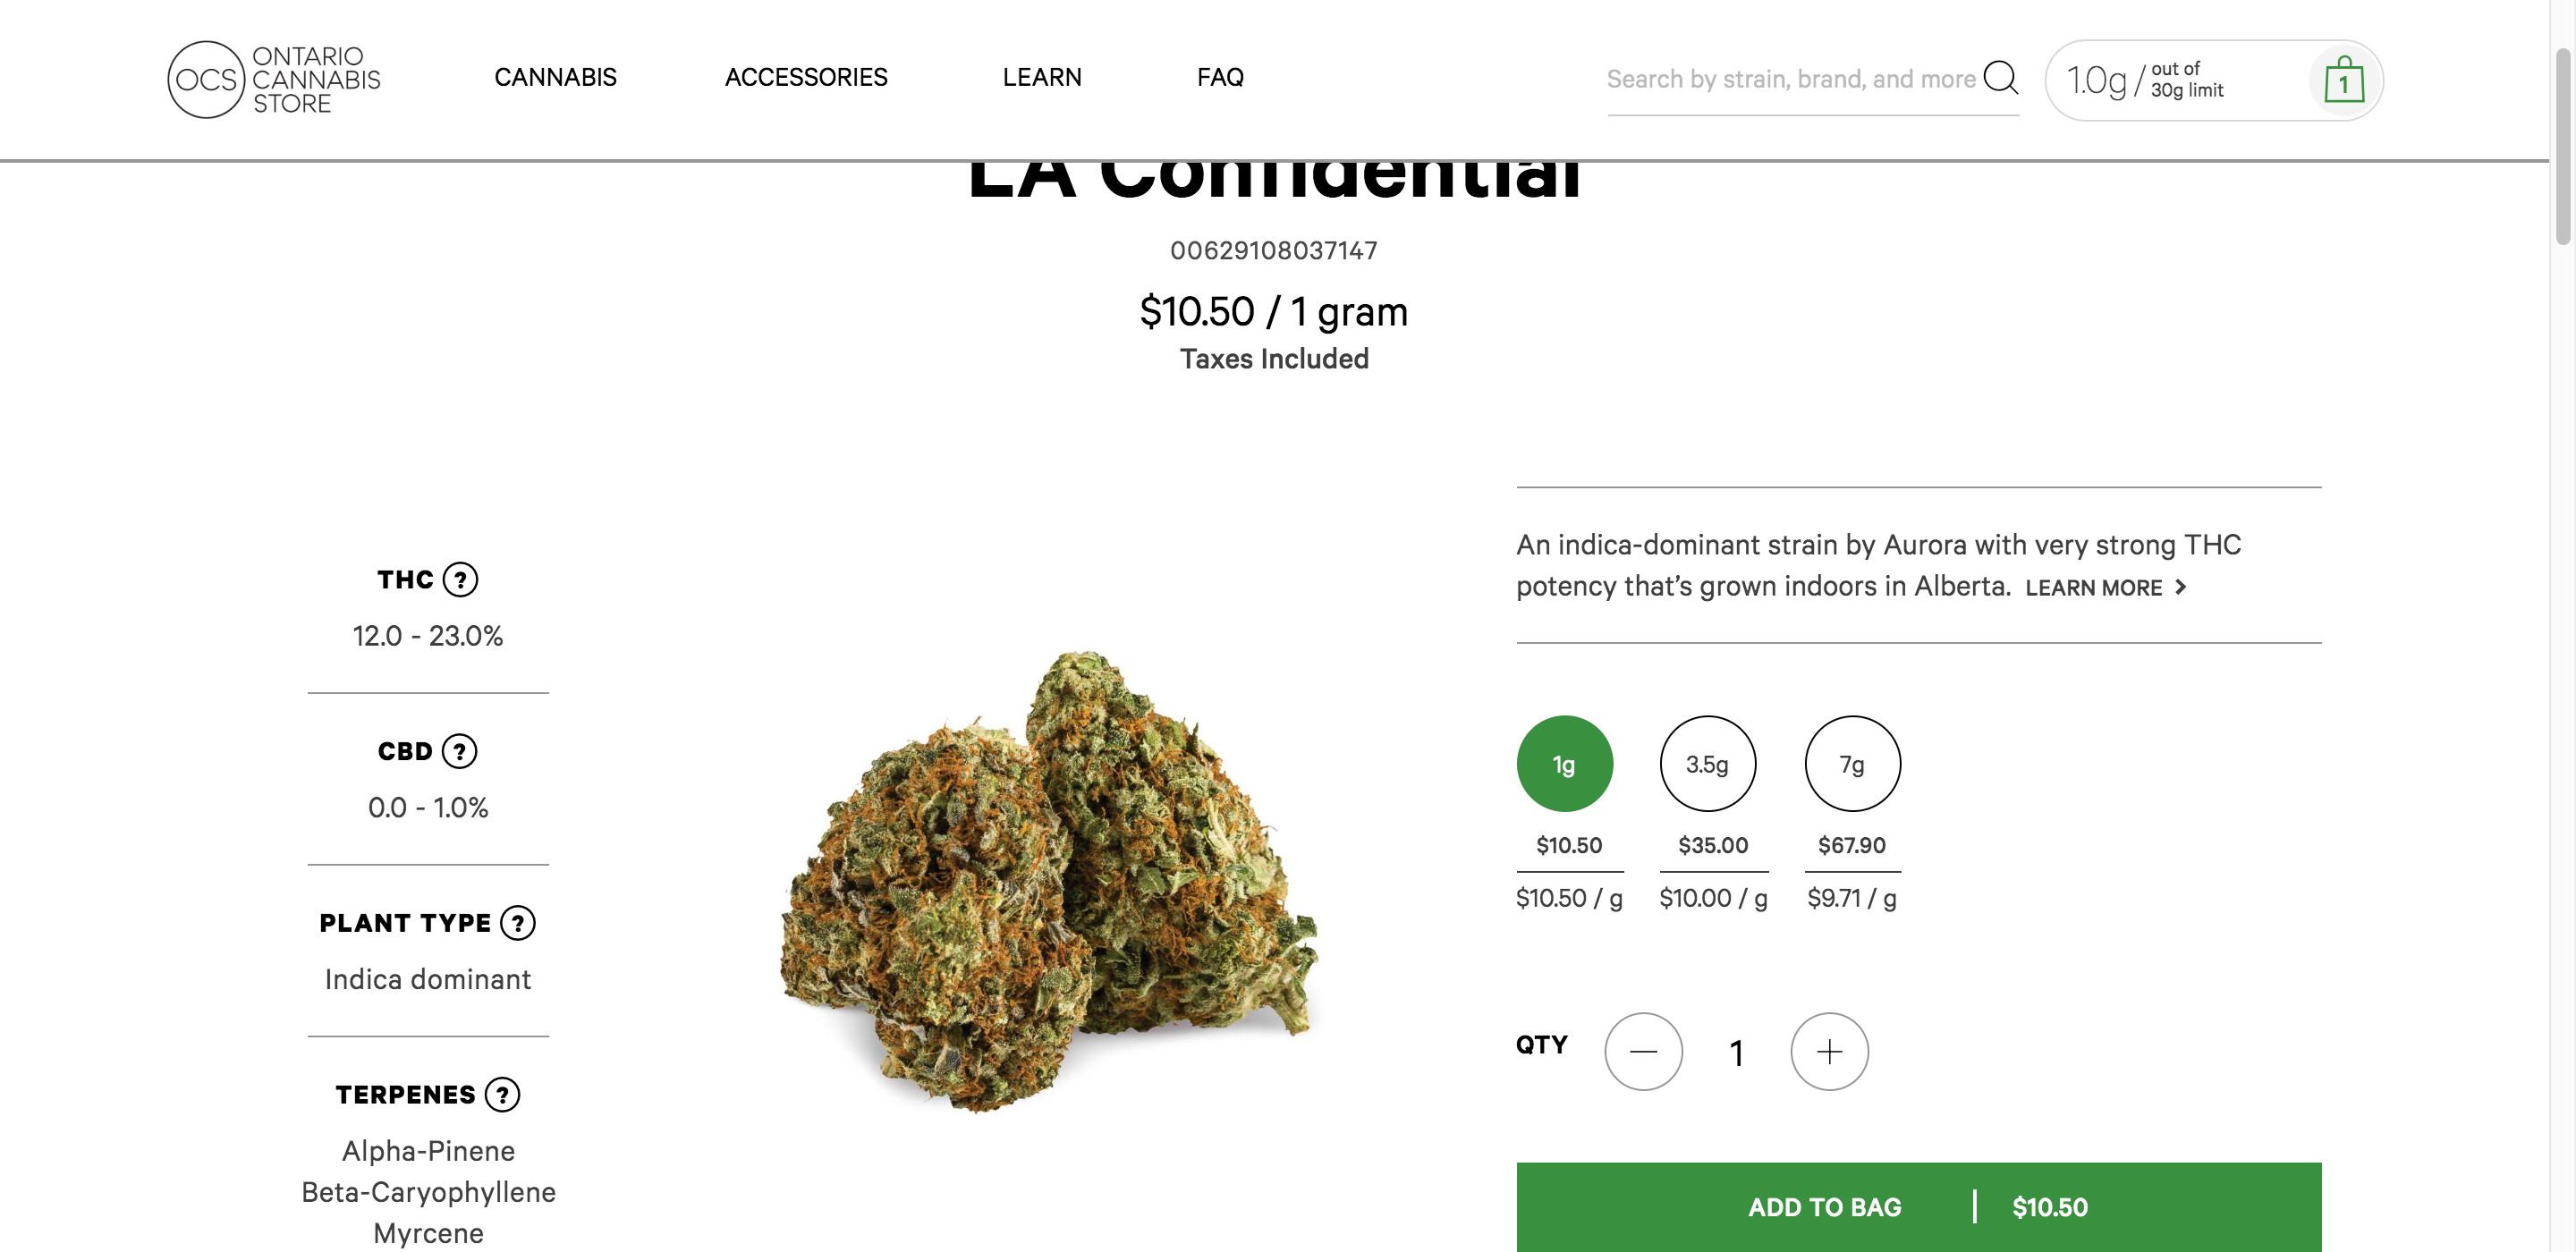 OCS
ONTARIO
CANNABIS
STORE
CANNABIS
ACCESSORIES
LEARN
FAQ
Search by strain, brand, and more
1.0g / out of
30g limit
1
LA Confidential
00629108037147
$10.50 / 1 gram
Taxes Included
THC ?
12.0 - 23.0%
CBD ?
0.0 - 1.0%
PLANT TYPE ?
Indica dominant
TERPENES ?
Alpha-Pinene
Beta-Caryophyllene
Myrcene
An indica-dominant strain by Aurora with very strong THC
potency that’s grown indoors in Alberta. LEARN MORE >
1g 3.5g 7g
$10.50 $35.00 $67.90
$10.50 / g $10.00 / g $9.71 / g
QTY − 1 +
ADD TO BAG | $10.50